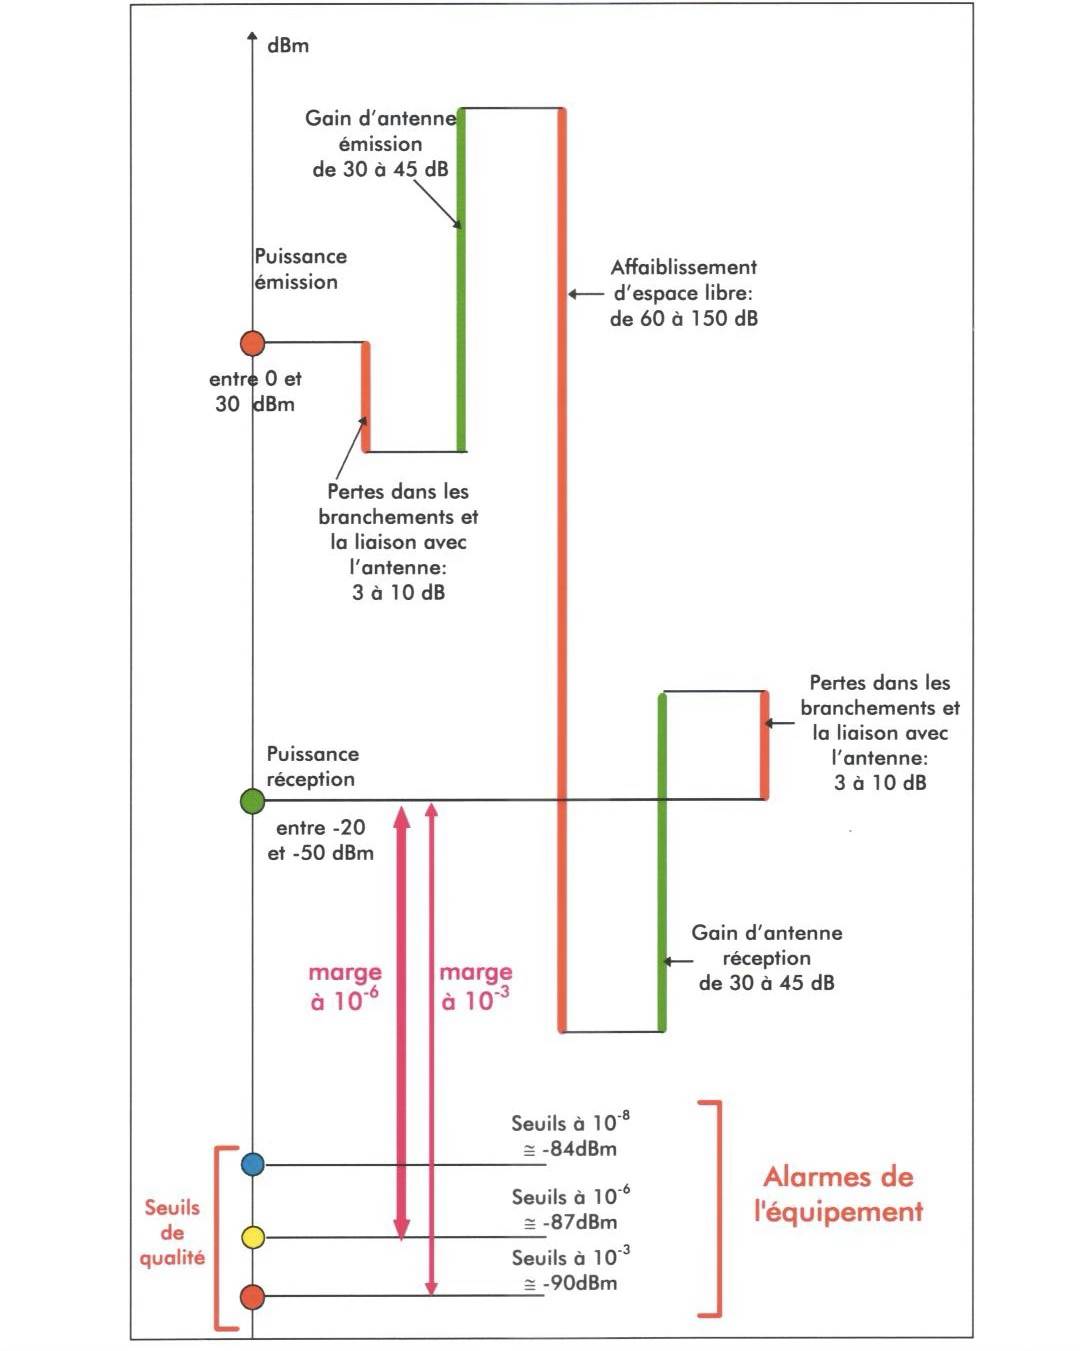 dBm
Gain d'antenne
émission
de 30 à 45 dB
Puissance
émission
Affaiblissement
d'espace libre:
de 60 à 150 dB
entre 0 et
30 dBm
Pertes dans les
branchements et
la liaison avec
l'antenne:
3 à 10 dB
Pertes dans les
branchements et
la liaison avec
l'antenne:
3 à 10 dB
Puissance
réception
entre -20
et -50 dBm
Gain d'antenne
réception
de 30 à 45 dB
marge
à 10⁻⁶
marge
à 10⁻³
Seuils à 10⁻⁸
≅ -84dBm
Seuils à 10⁻⁶
≅ -87dBm
Seuils à 10⁻³
≅ -90dBm
Seuils
de
qualité
Alarmes de
l'équipement